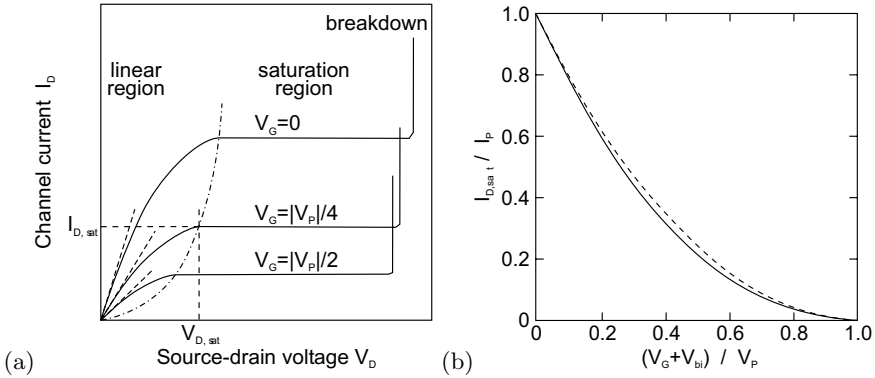 breakdown
linear
region
saturation
region
V_G=0
Channel current I_D
I_D, sat
V_G=|V_P|/4
V_G=|V_P|/2
V_D, sat
(a)
Source-drain voltage V_D
1.0
0.8
0.6
0.4
0.2
0
I_D,sat / I_P
0
0.2
0.4
0.6
0.8
1.0
(b)
(V_G+V_bi) / V_P